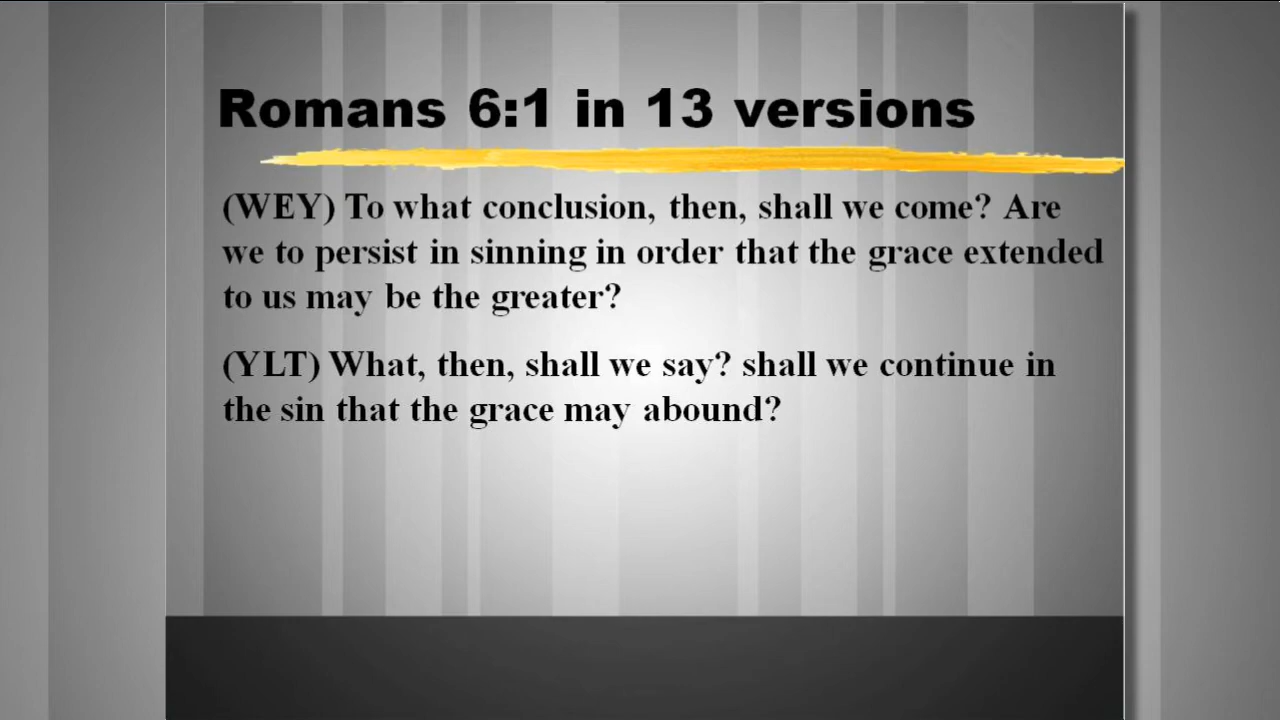 Romans 6:1 in 13 versions
(WEY) To what conclusion, then, shall we come? Are
we to persist in sinning in order that the grace extended
to us may be the greater?
(YLT) What, then, shall we say? shall we continue in
the sin that the grace may abound?